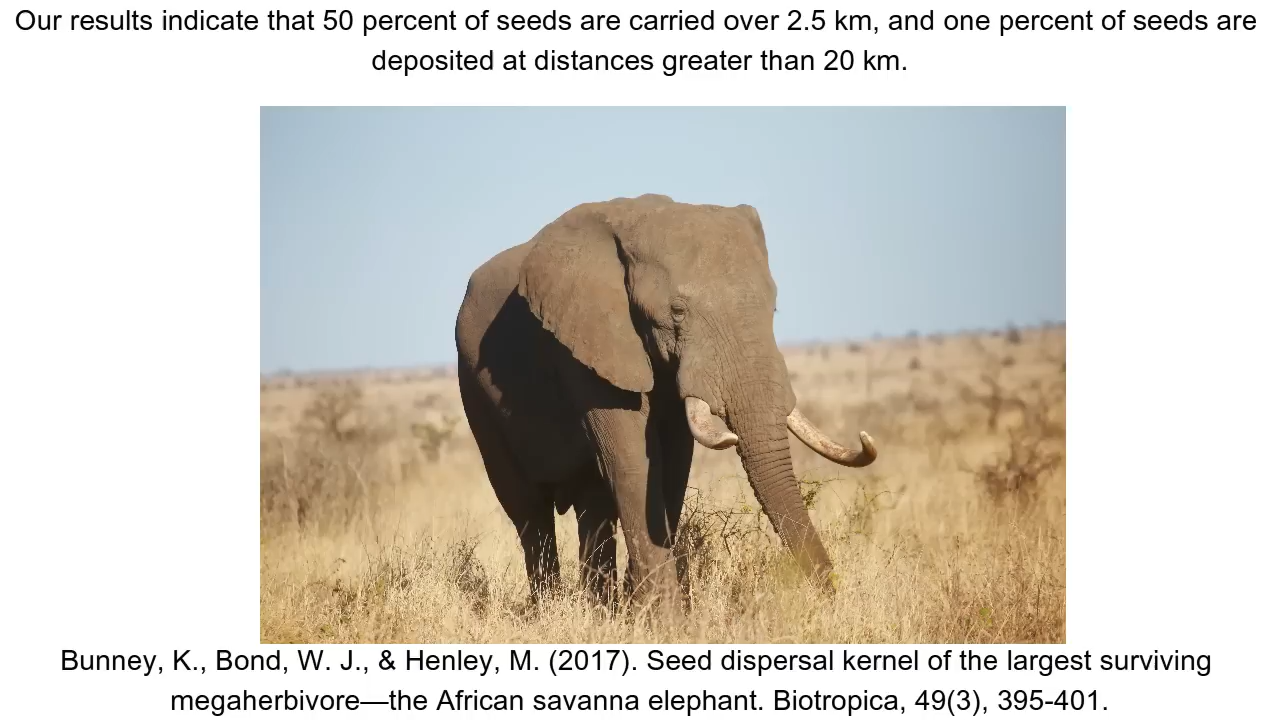 Our results indicate that 50 percent of seeds are carried over 2.5 km, and one percent of seeds are
deposited at distances greater than 20 km.
Bunney, K., Bond, W. J., & Henley, M. (2017). Seed dispersal kernel of the largest surviving
megaherbivore—the African savanna elephant. Biotropica, 49(3), 395-401.